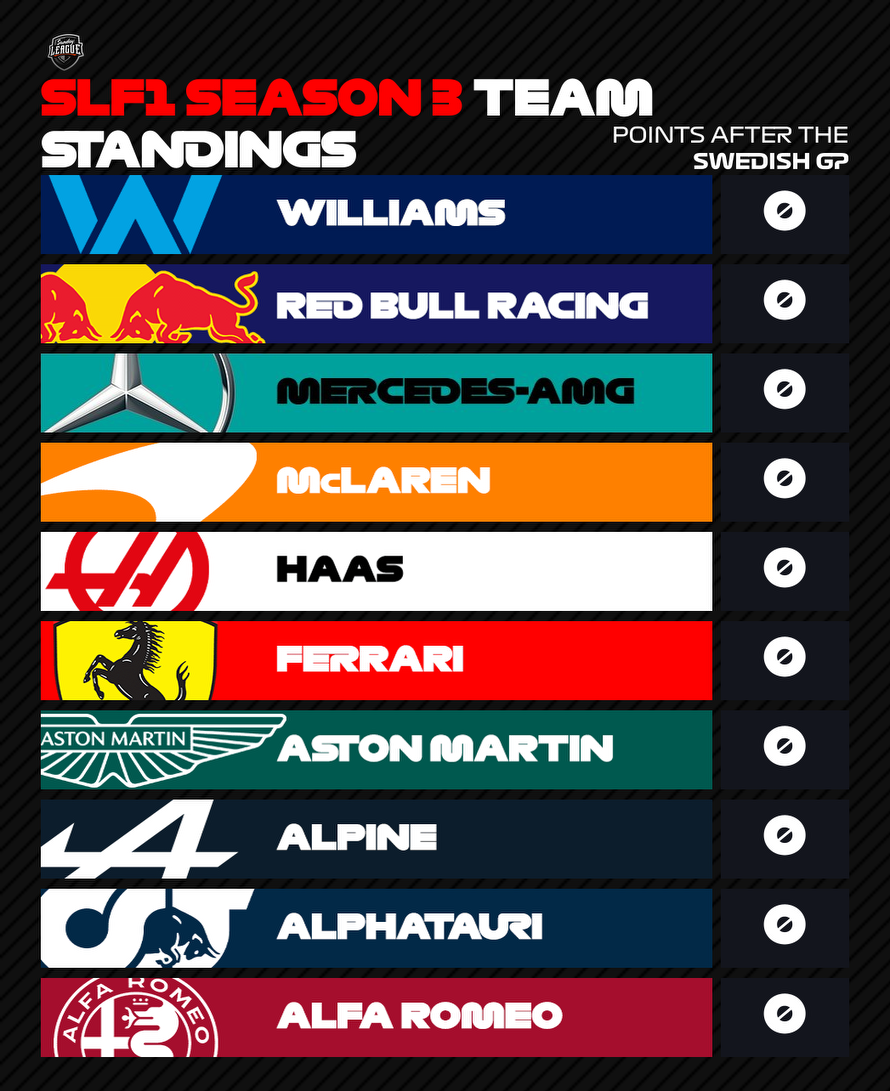 Sunday
LEAGUE
SLF1 SEASON 3 TEAM
STANDINGS
POINTS AFTER THE
SWEDISH GP
WILLIAMS
0
RED BULL RACING
0
MERCEDES-AMG
0
McLAREN
0
HAAS
0
FERRARI
0
ASTON MARTIN
ASTON MARTIN
0
ALPINE
0
ALPHATAURI
0
ALFA ROMEO
ALFA ROMEO
0